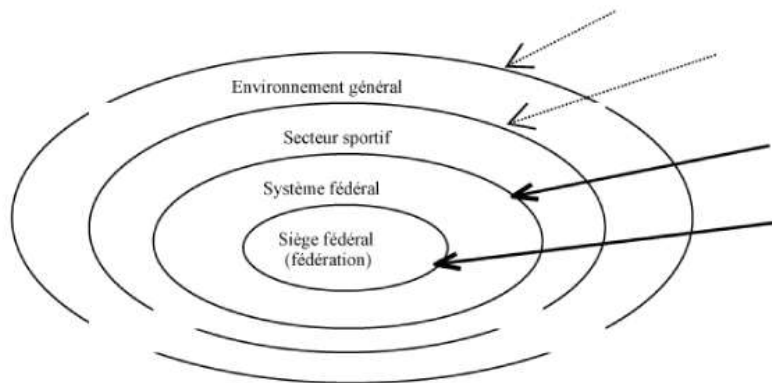 Environnement général
Secteur sportif
Système fédéral
Siège fédéral
(fédération)